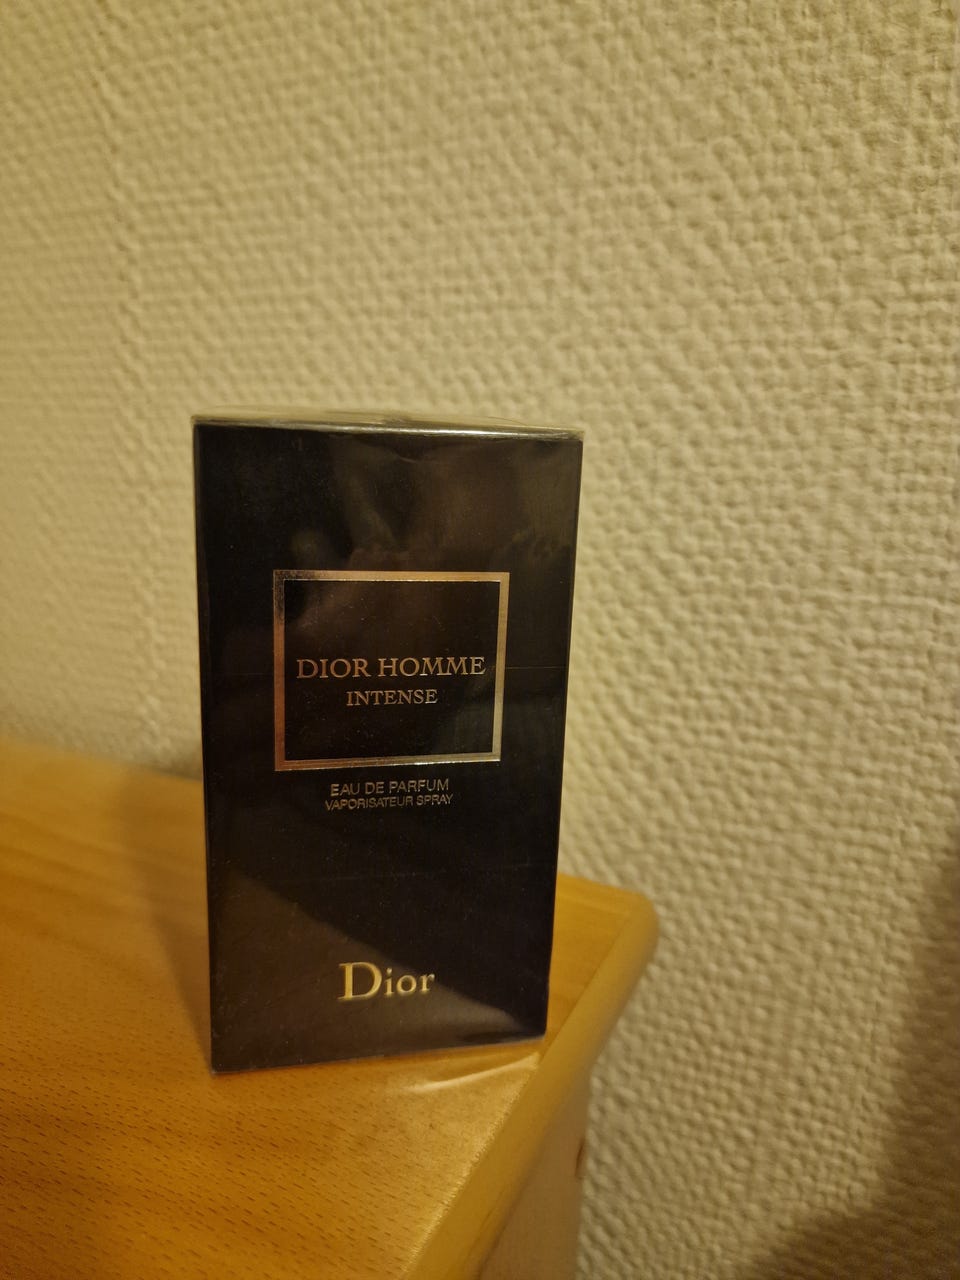 DIOR HOMME
INTENSE
EAU DE PARFUM
VAPORISATEUR SPRAY
Dior